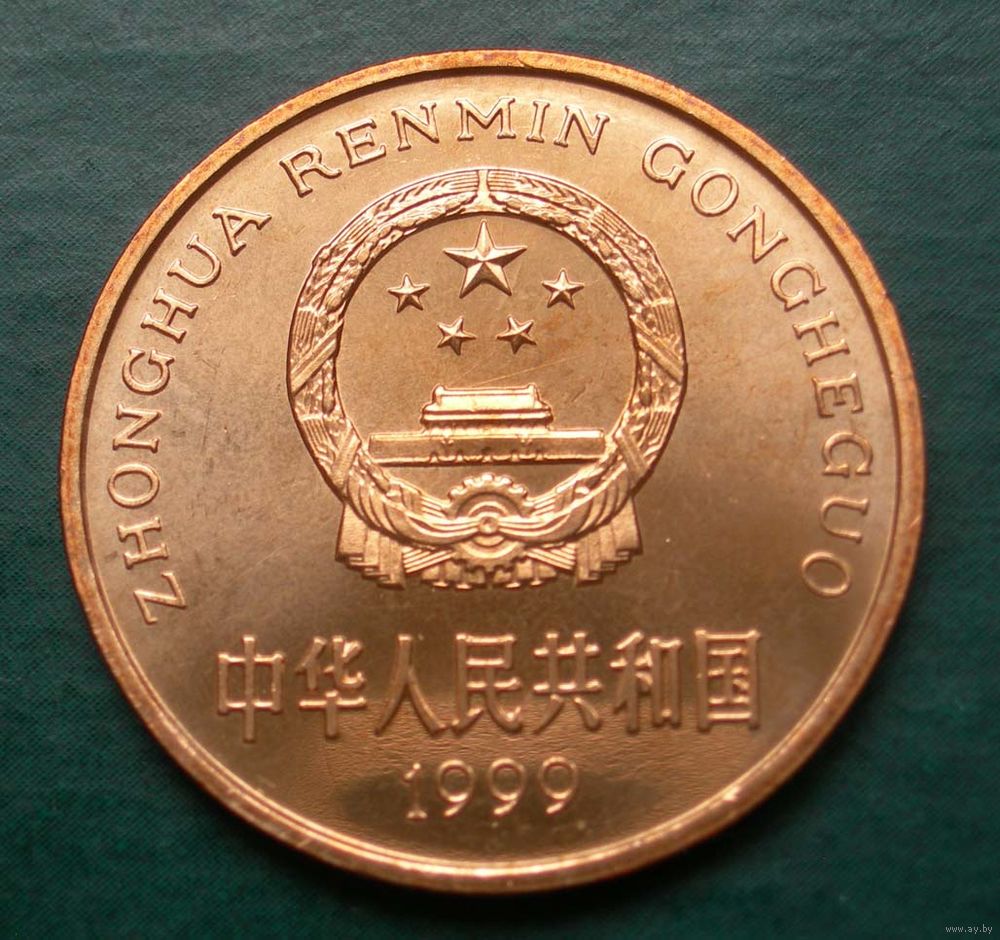 ZHONGHUA RENMIN GONGHEGUO
中华人民共和国
1999
www.ay.by